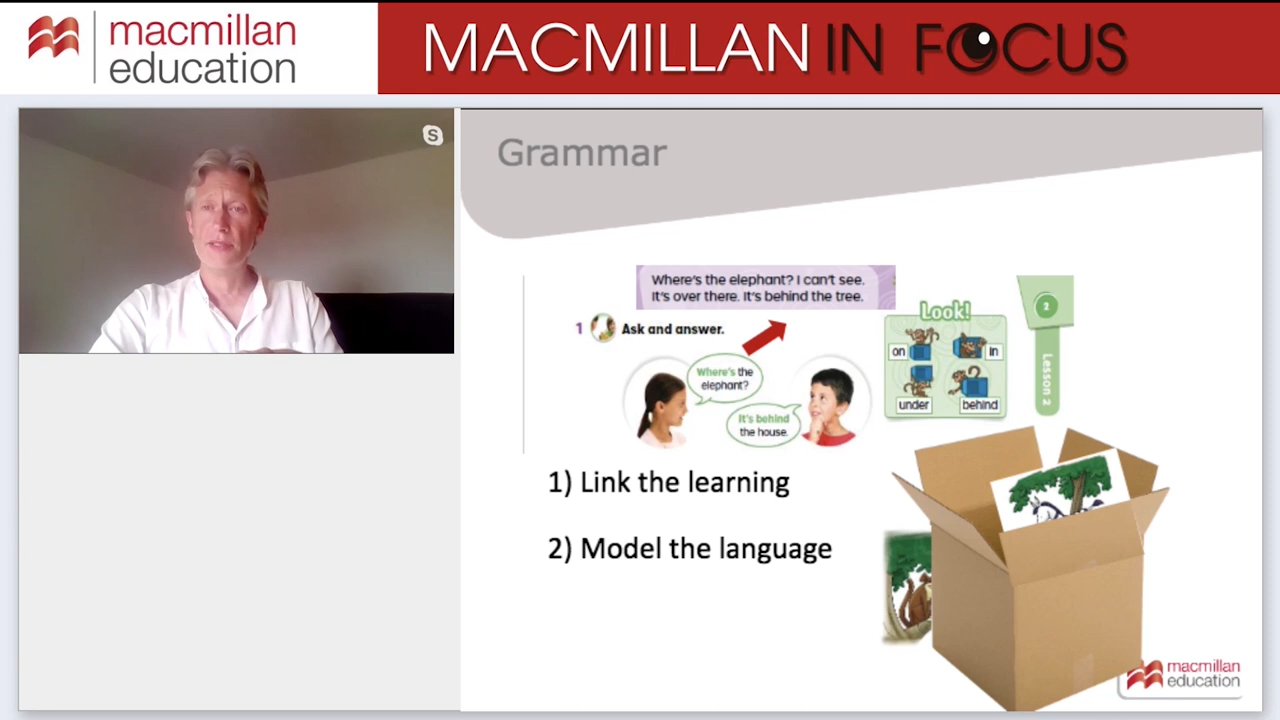 macmillan
education
MACMILLAN IN FOCUS
S
Grammar
Where's the elephant? I can't see.
It's over there. It's behind the tree.
1 Ask and answer.
Where's the
elephant?
It's behind
the house.
Look!
on
in
under
behind
2
Lesson 2
1) Link the learning
2) Model the language
macmillan
education